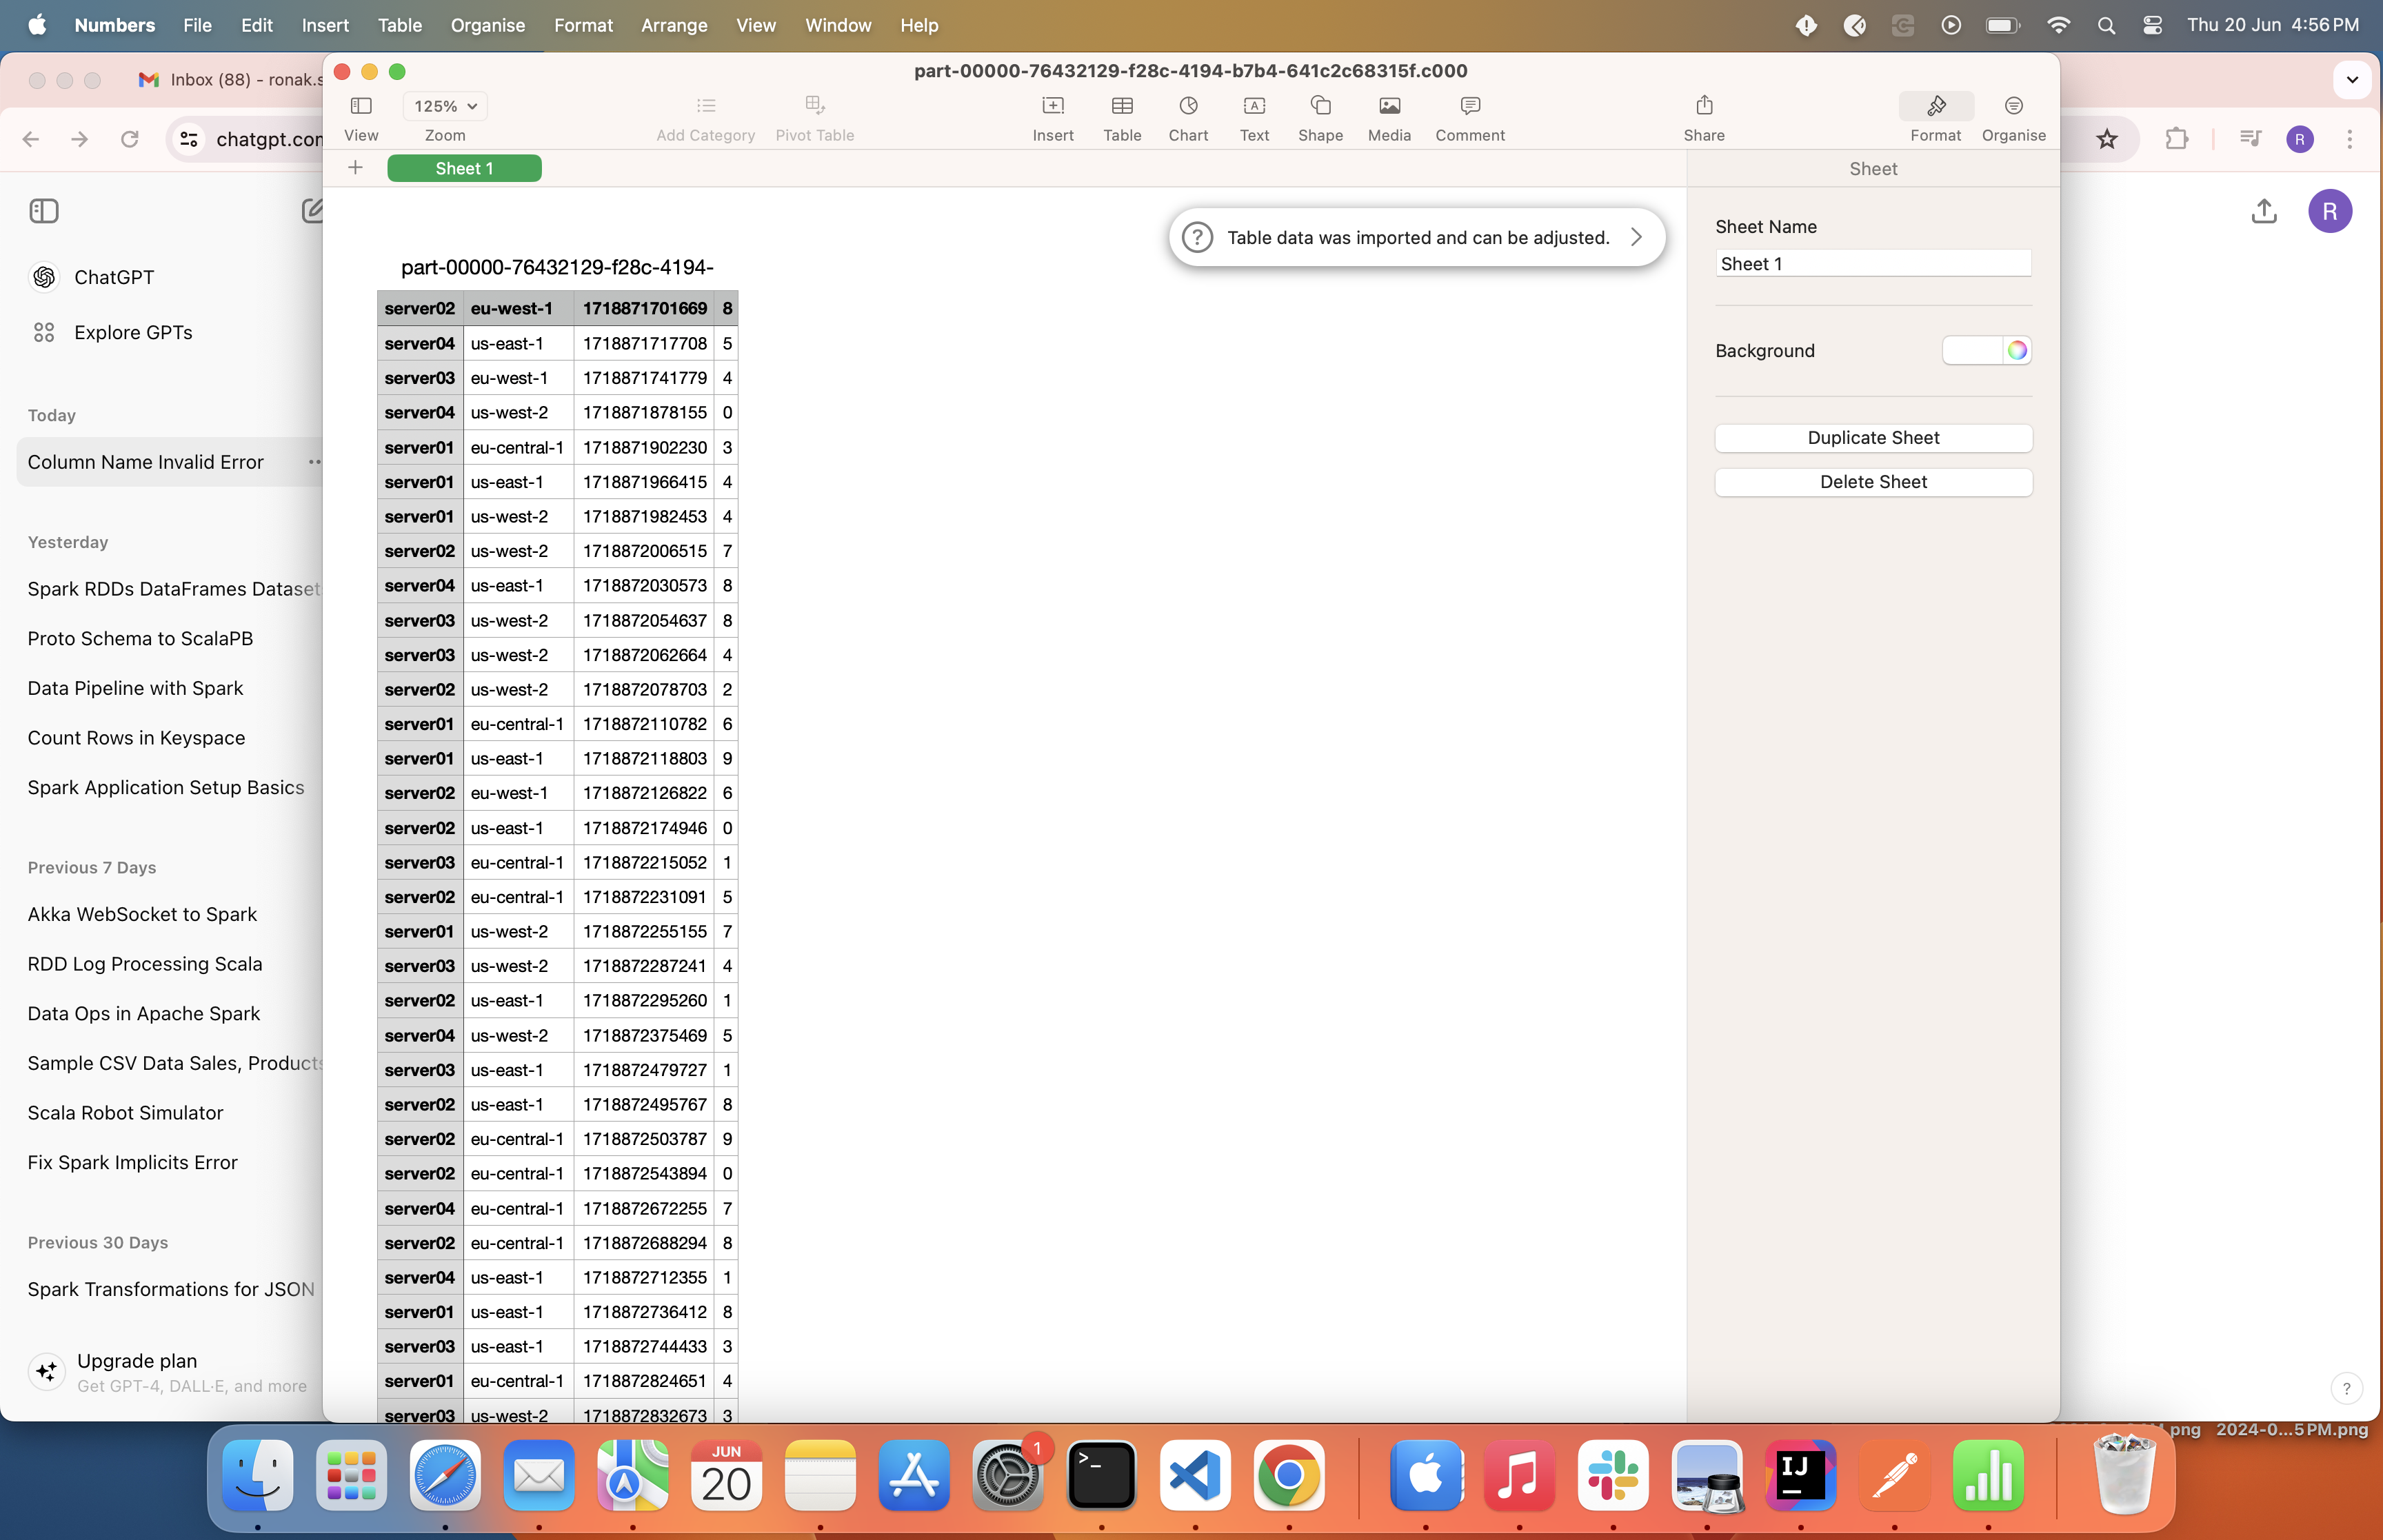 Numbers File Edit Insert Table Organise Format Arrange View Window Help Thu 20 Jun 4:56 PM
Inbox (88) - ronak.s
part-00000-76432129-f28c-4194-b7b4-641c2c68315f.c000
chatgpt.com
125%
View Zoom Add Category Pivot Table Insert Table Chart Text Shape Media Comment Share Format Organise
R
Sheet 1
Sheet
R
Table data was imported and can be adjusted.
Sheet Name
Sheet 1
Background
Duplicate Sheet
Delete Sheet
ChatGPT
Explore GPTs
Today
Column Name Invalid Error
Yesterday
Spark RDDs DataFrames Dataset
Proto Schema to ScalaPB
Data Pipeline with Spark
Count Rows in Keyspace
Spark Application Setup Basics
Previous 7 Days
Akka WebSocket to Spark
RDD Log Processing Scala
Data Ops in Apache Spark
Sample CSV Data Sales, Products
Scala Robot Simulator
Fix Spark Implicits Error
Previous 30 Days
Spark Transformations for JSON
Upgrade plan
Get GPT-4, DALL·E, and more
part-00000-76432129-f28c-4194-
server02 eu-west-1 1718871701669 8
server04 us-east-1 1718871717708 5
server03 eu-west-1 1718871741779 4
server04 us-west-2 1718871878155 0
server01 eu-central-1 1718871902230 3
server01 us-east-1 1718871966415 4
server01 us-west-2 1718871982453 4
server02 us-west-2 1718872006515 7
server04 us-east-1 1718872030573 8
server03 us-west-2 1718872054637 8
server03 us-west-2 1718872062664 4
server02 us-west-2 1718872078703 2
server01 eu-central-1 1718872110782 6
server01 us-east-1 1718872118803 9
server02 eu-west-1 1718872126822 6
server02 us-east-1 1718872174946 0
server03 eu-central-1 1718872215052 1
server02 eu-central-1 1718872231091 5
server01 us-west-2 1718872255155 7
server03 us-west-2 1718872287241 4
server02 us-east-1 1718872295260 1
server04 us-west-2 1718872375469 5
server03 us-east-1 1718872479727 1
server02 us-east-1 1718872495767 8
server02 eu-central-1 1718872503787 9
server02 eu-central-1 1718872543894 0
server04 eu-central-1 1718872672255 7
server02 eu-central-1 1718872688294 8
server04 us-east-1 1718872712355 1
server01 us-east-1 1718872736412 8
server03 us-east-1 1718872744433 3
server01 eu-central-1 1718872824651 4
server03 us-west-2 1718872832673 3
?
png 2024-0...5 PM.png
JUN
20
1
IJ